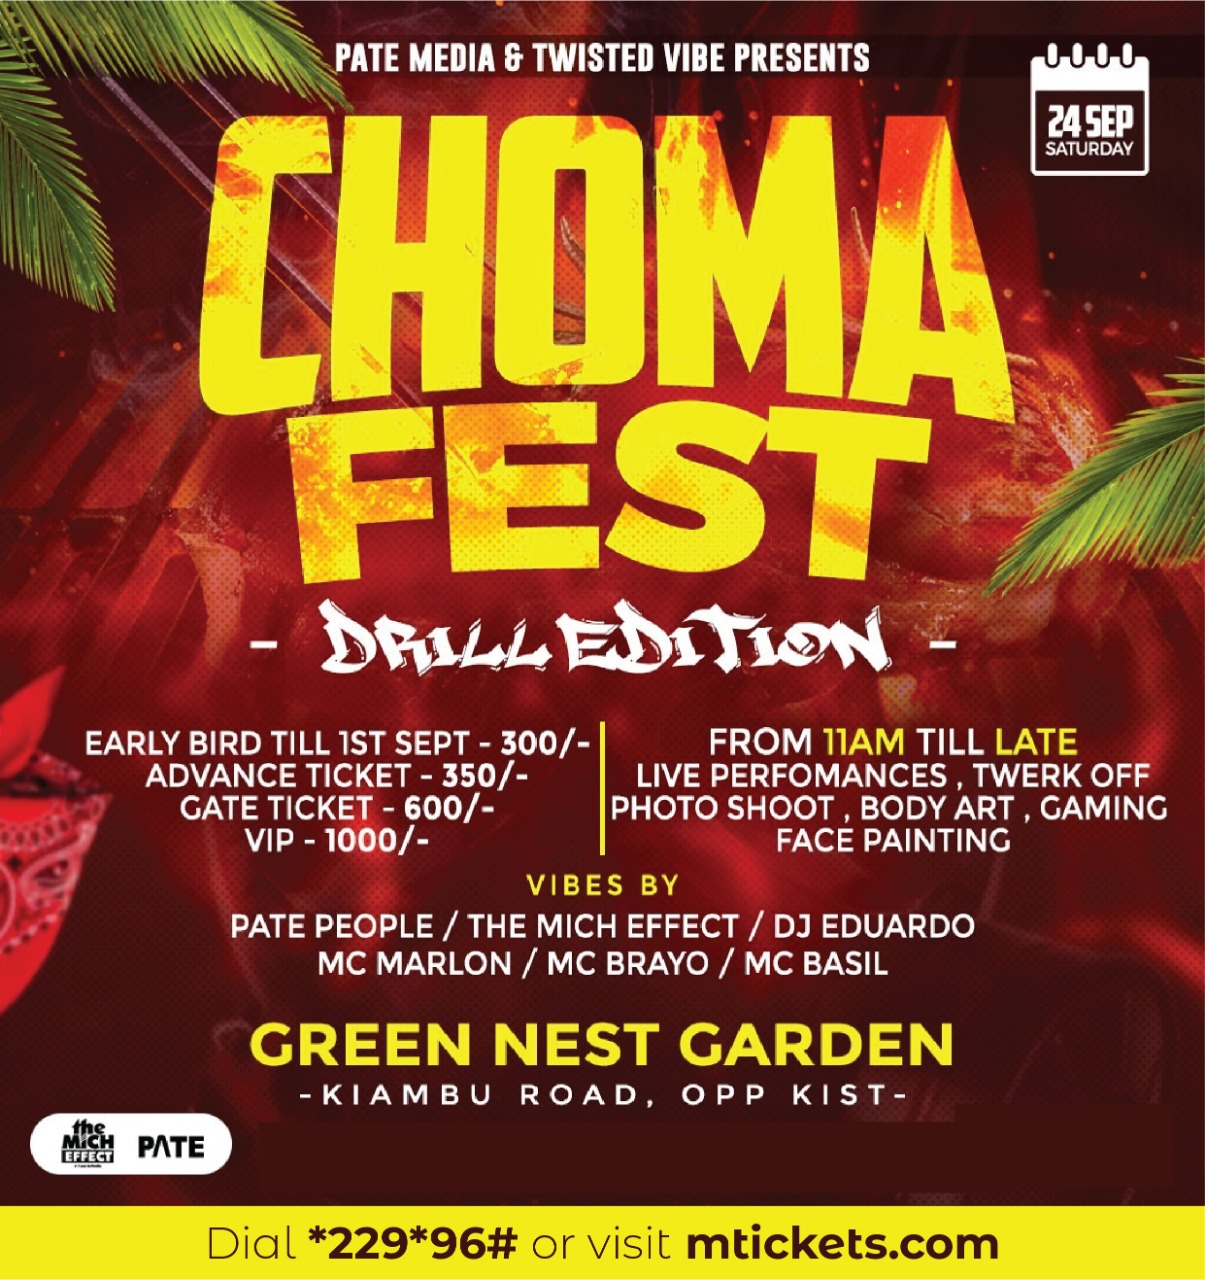 PATE MEDIA & TWISTED VIBE PRESENTS
24 SEP
SATURDAY
CHOMA
FEST
- DRILL EDITION -
EARLY BIRD TILL 1ST SEPT - 300/-
ADVANCE TICKET - 350/-
GATE TICKET - 600/-
VIP - 1000/-
FROM 11AM TILL LATE
LIVE PERFOMANCES , TWERK OFF
PHOTO SHOOT , BODY ART , GAMING
FACE PAINTING
VIBES BY
PATE PEOPLE / THE MICH EFFECT / DJ EDUARDO
MC MARLON / MC BRAYO / MC BASIL
GREEN NEST GARDEN
-KIAMBU ROAD, OPP KIST-
the
MiCH
EFFECT
PATE
Dial *229*96# or visit mtickets.com